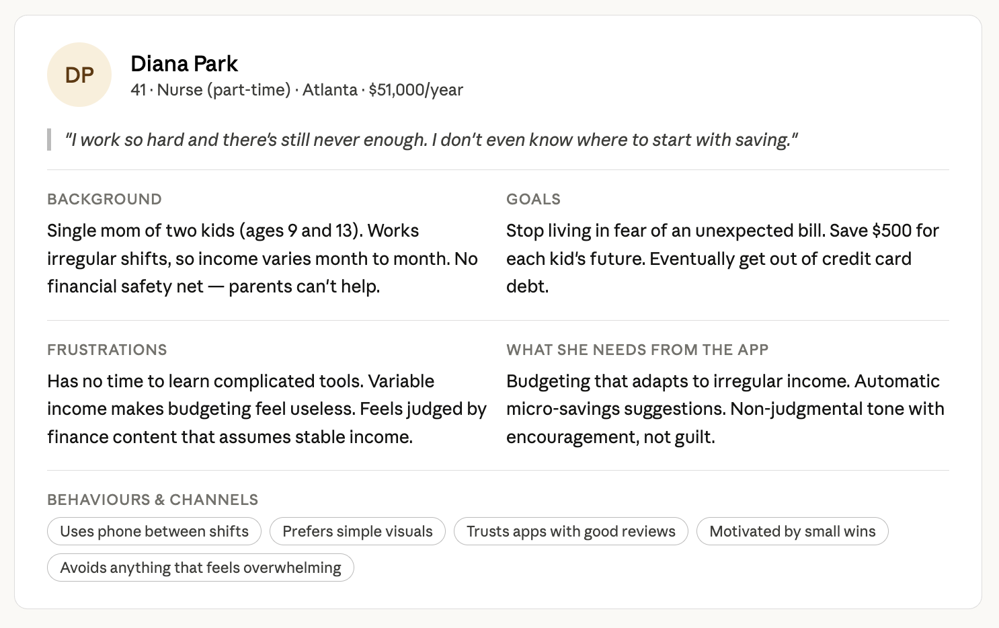 DP
Diana Park
41 · Nurse (part-time) · Atlanta · $51,000/year
"I work so hard and there's still never enough. I don't even know where to start with saving."
BACKGROUND
Single mom of two kids (ages 9 and 13). Works
irregular shifts, so income varies month to month. No
financial safety net — parents can't help.
GOALS
Stop living in fear of an unexpected bill. Save $500 for
each kid's future. Eventually get out of credit card
debt.
FRUSTRATIONS
Has no time to learn complicated tools. Variable
income makes budgeting feel useless. Feels judged by
finance content that assumes stable income.
WHAT SHE NEEDS FROM THE APP
Budgeting that adapts to irregular income. Automatic
micro-savings suggestions. Non-judgmental tone with
encouragement, not guilt.
BEHAVIOURS & CHANNELS
Uses phone between shifts
Prefers simple visuals
Trusts apps with good reviews
Motivated by small wins
Avoids anything that feels overwhelming